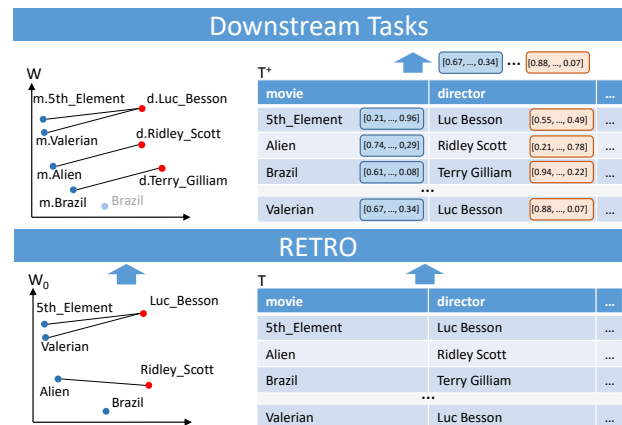 Downstream Tasks
W
m.5th_Element d.Luc_Besson
m.Valerian
d.Ridley_Scott
m.Alien
d.Terry_Gilliam
m.Brazil
Brazil
[0.67, ..., 0.34] ... [0.88, ..., 0.07]
T+
movie director ...
5th_Element [0.21, ..., 0.96] Luc Besson [0.55, ..., 0.49] ...
Alien [0.74, ..., 0.29] Ridley Scott [0.21, ..., 0.78] ...
Brazil [0.61, ..., 0.08] Terry Gilliam [0.94, ..., 0.22] ...
...
Valerian [0.67, ..., 0.34] Luc Besson [0.88, ..., 0.07] ...
RETRO
W0
5th_Element
Luc_Besson
Valerian
Ridley_Scott
Alien
Brazil
T
movie director ...
5th_Element Luc Besson ...
Alien Ridley Scott ...
Brazil Terry Gilliam ...
...
Valerian Luc Besson ...